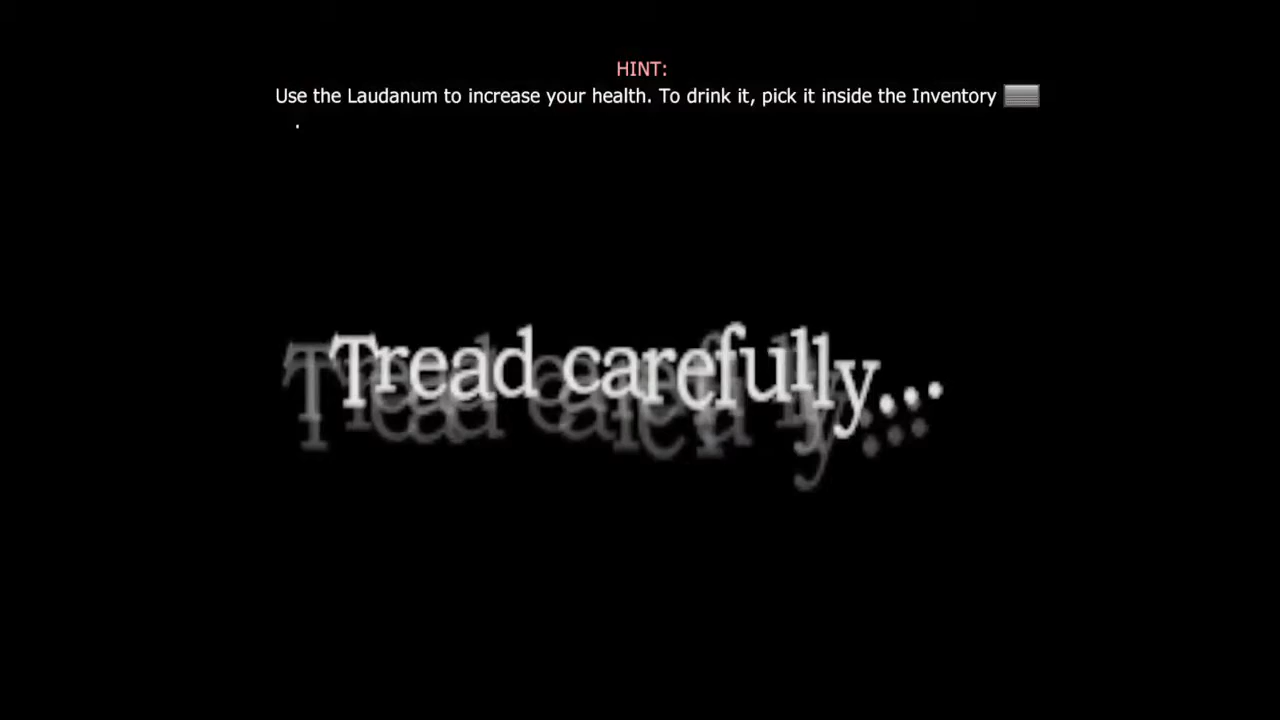 HINT:
Use the Laudanum to increase your health. To drink it, pick it inside the Inventory
.
Tread carefully...